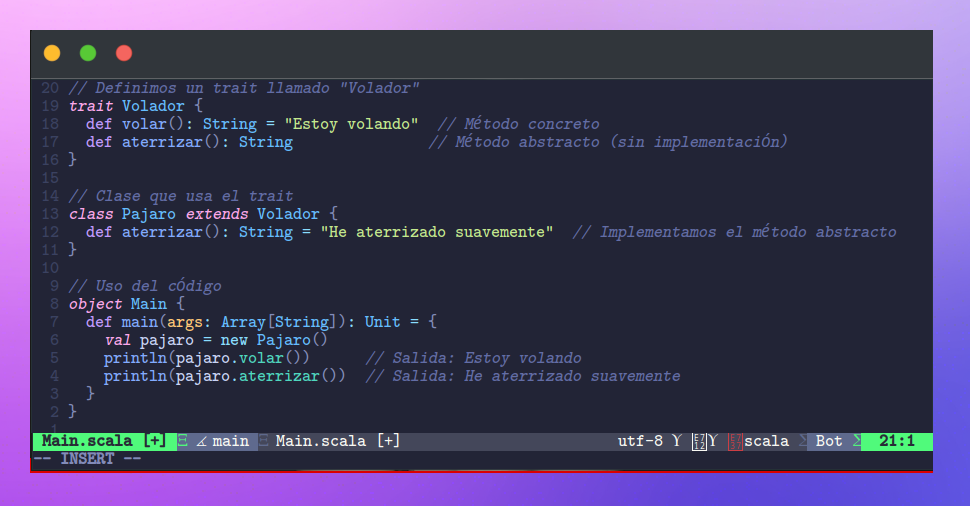 20 // Definimos un trait llamado "Volador"
19 trait Volador {
18   def volar(): String = "Estoy volando"  // Método concreto
17   def aterrizar(): String               // Método abstracto (sin implementación)
16 }
15
14 // Clase que usa el trait
13 class Pajaro extends Volador {
12   def aterrizar(): String = "He aterrizado suavemente"  // Implementamos el método abstracto
11 }
10
9 // Uso del código
8 object Main {
7   def main(args: Array[String]): Unit = {
6     val pajaro = new Pajaro()
5     println(pajaro.volar())      // Salida: Estoy volando
4     println(pajaro.aterrizar())  // Salida: He aterrizado suavemente
3   }
2 }
1
Main.scala [+] main Main.scala [+] utf-8 scala Bot 21:1
-- INSERT --